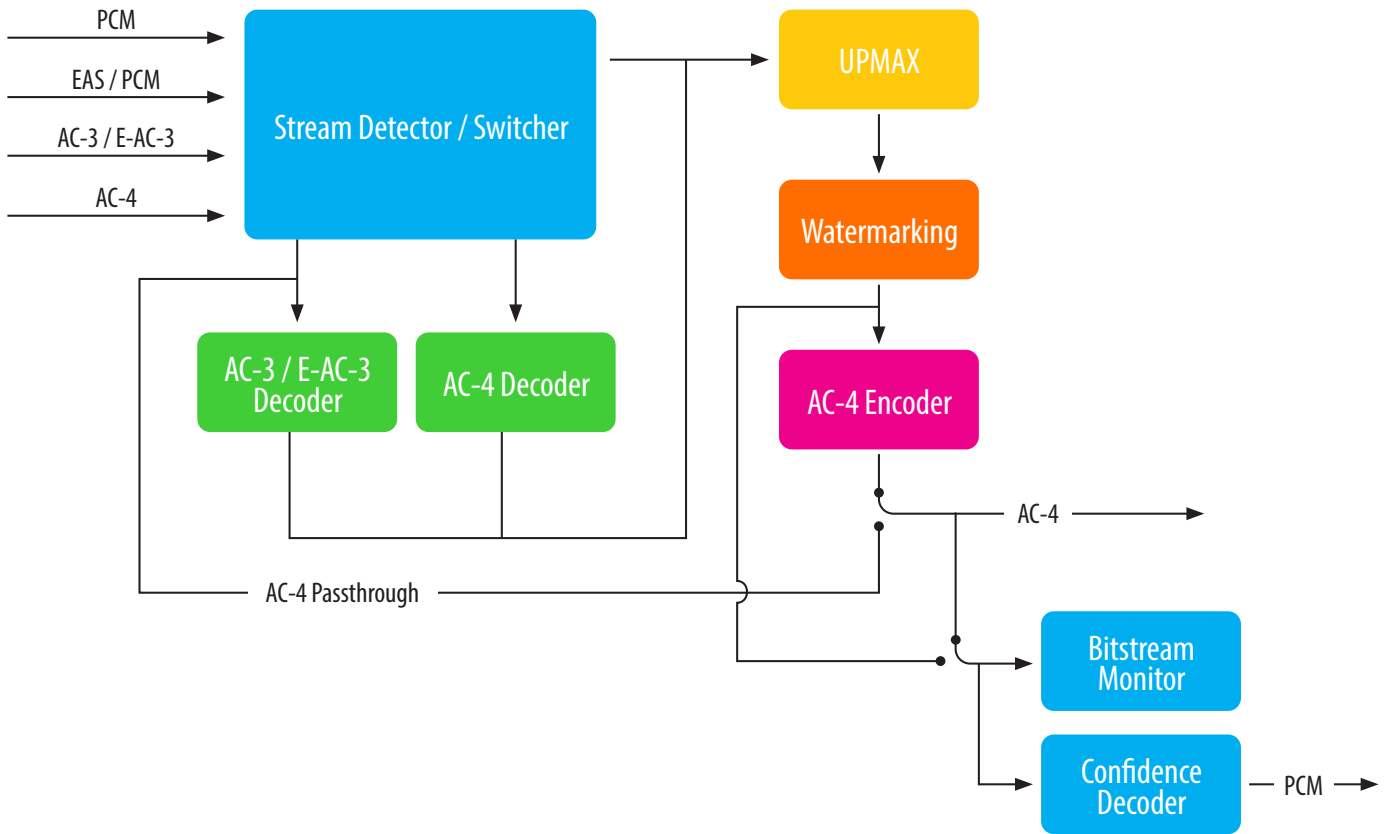 PCM
EAS / PCM
AC-3 / E-AC-3
AC-4
Stream Detector / Switcher
UPMAX
Watermarking
AC-3 / E-AC-3
Decoder
AC-4 Decoder
AC-4 Encoder
AC-4
AC-4 Passthrough
Bitstream
Monitor
Confidence
Decoder
PCM